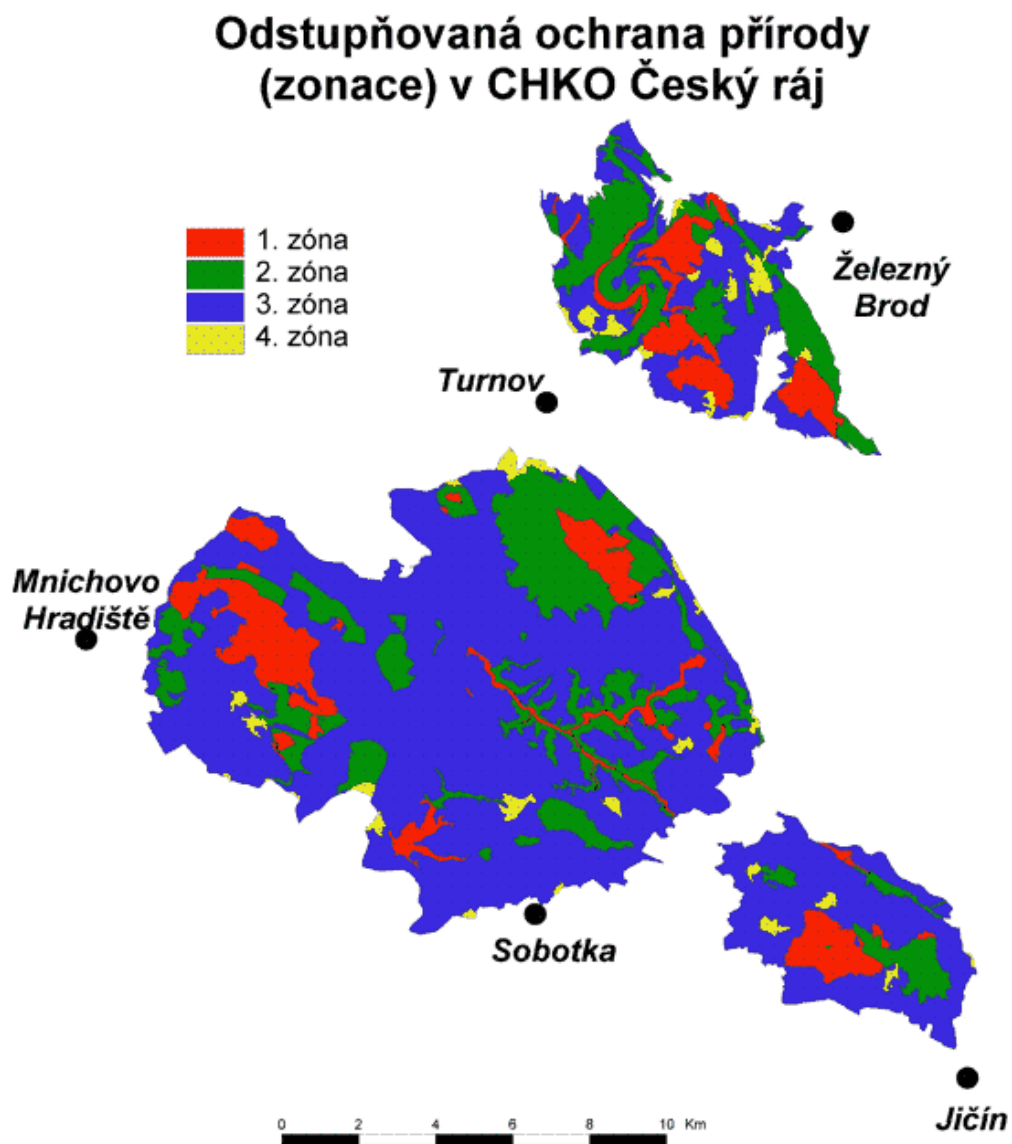 Odstupňovaná ochrana přírody
(zonace) v CHKO Český ráj
1. zóna
2. zóna
3. zóna
4. zóna
Železný
Brod
Turnov
Mnichovo
Hradiště
Sobotka
Jičín
0 2 4 6 8 10 Km